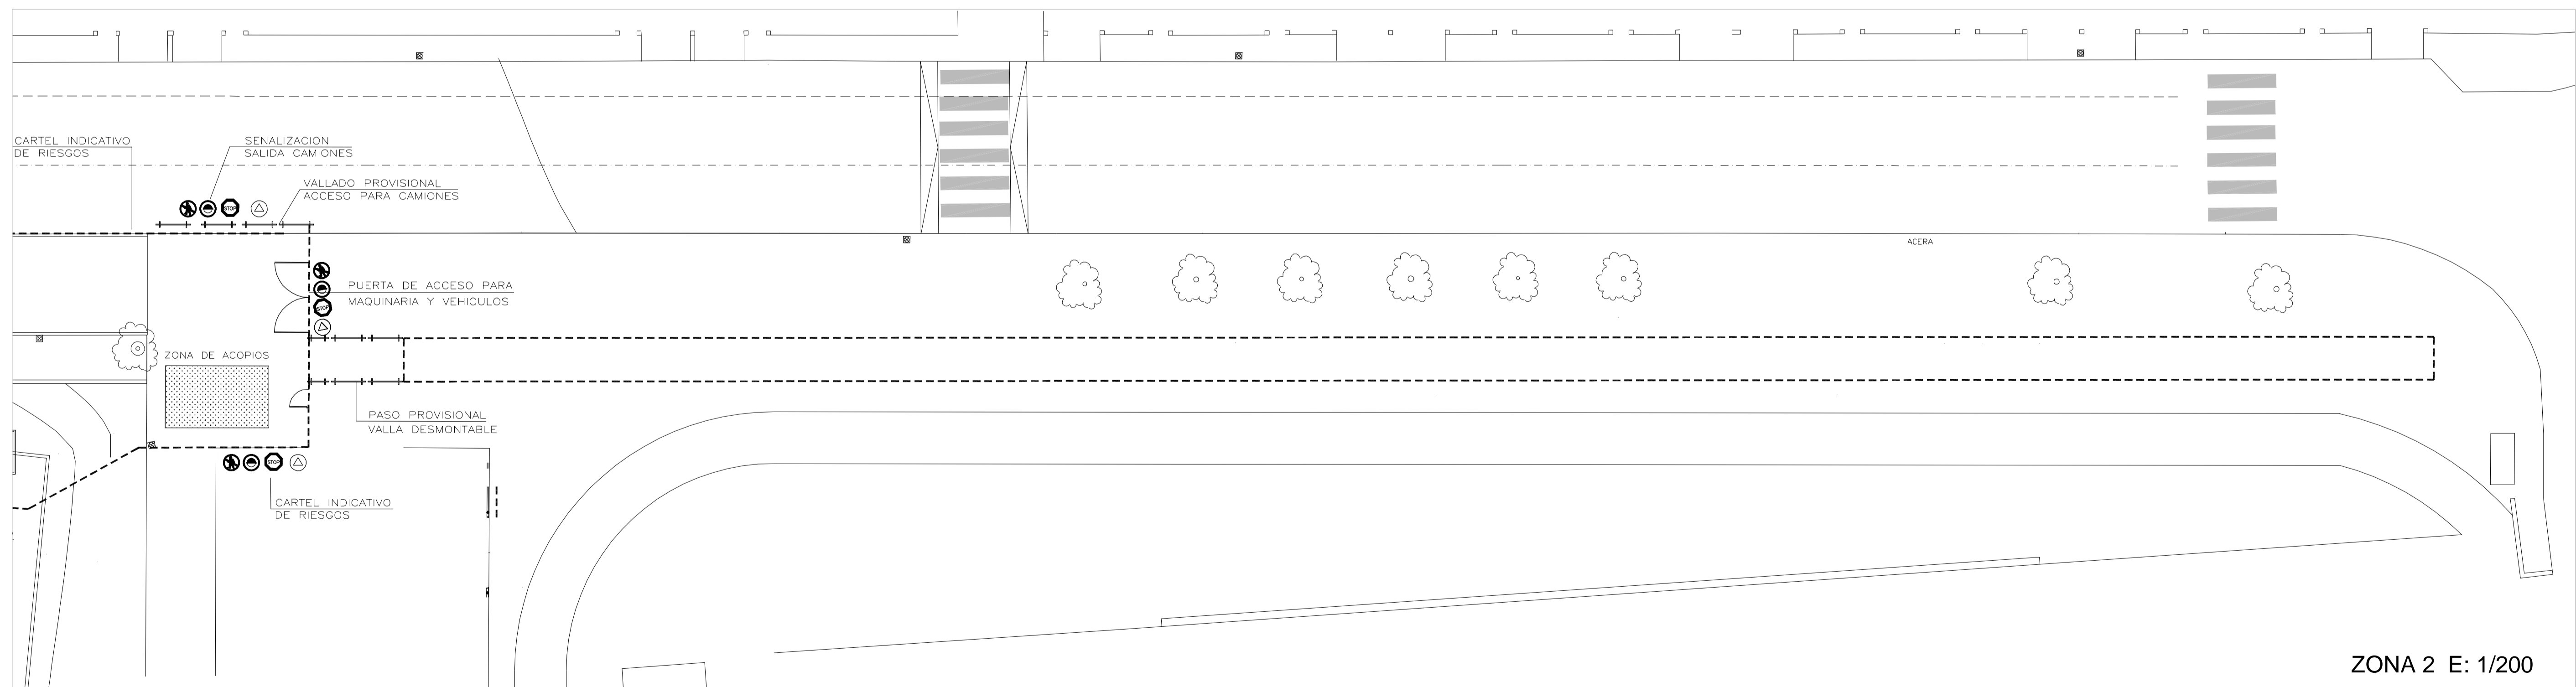 CARTEL INDICATIVO
DE RIESGOS
SENALIZACION
SALIDA CAMIONES
VALLADO PROVISIONAL
ACCESO PARA CAMIONES
STOP
ACERA
PUERTA DE ACCESO PARA
MAQUINARIA Y VEHICULOS
STOP
ZONA DE ACOPIOS
PASO PROVISIONAL
VALLA DESMONTABLE
STOP
CARTEL INDICATIVO
DE RIESGOS
ZONA 2 E: 1/200